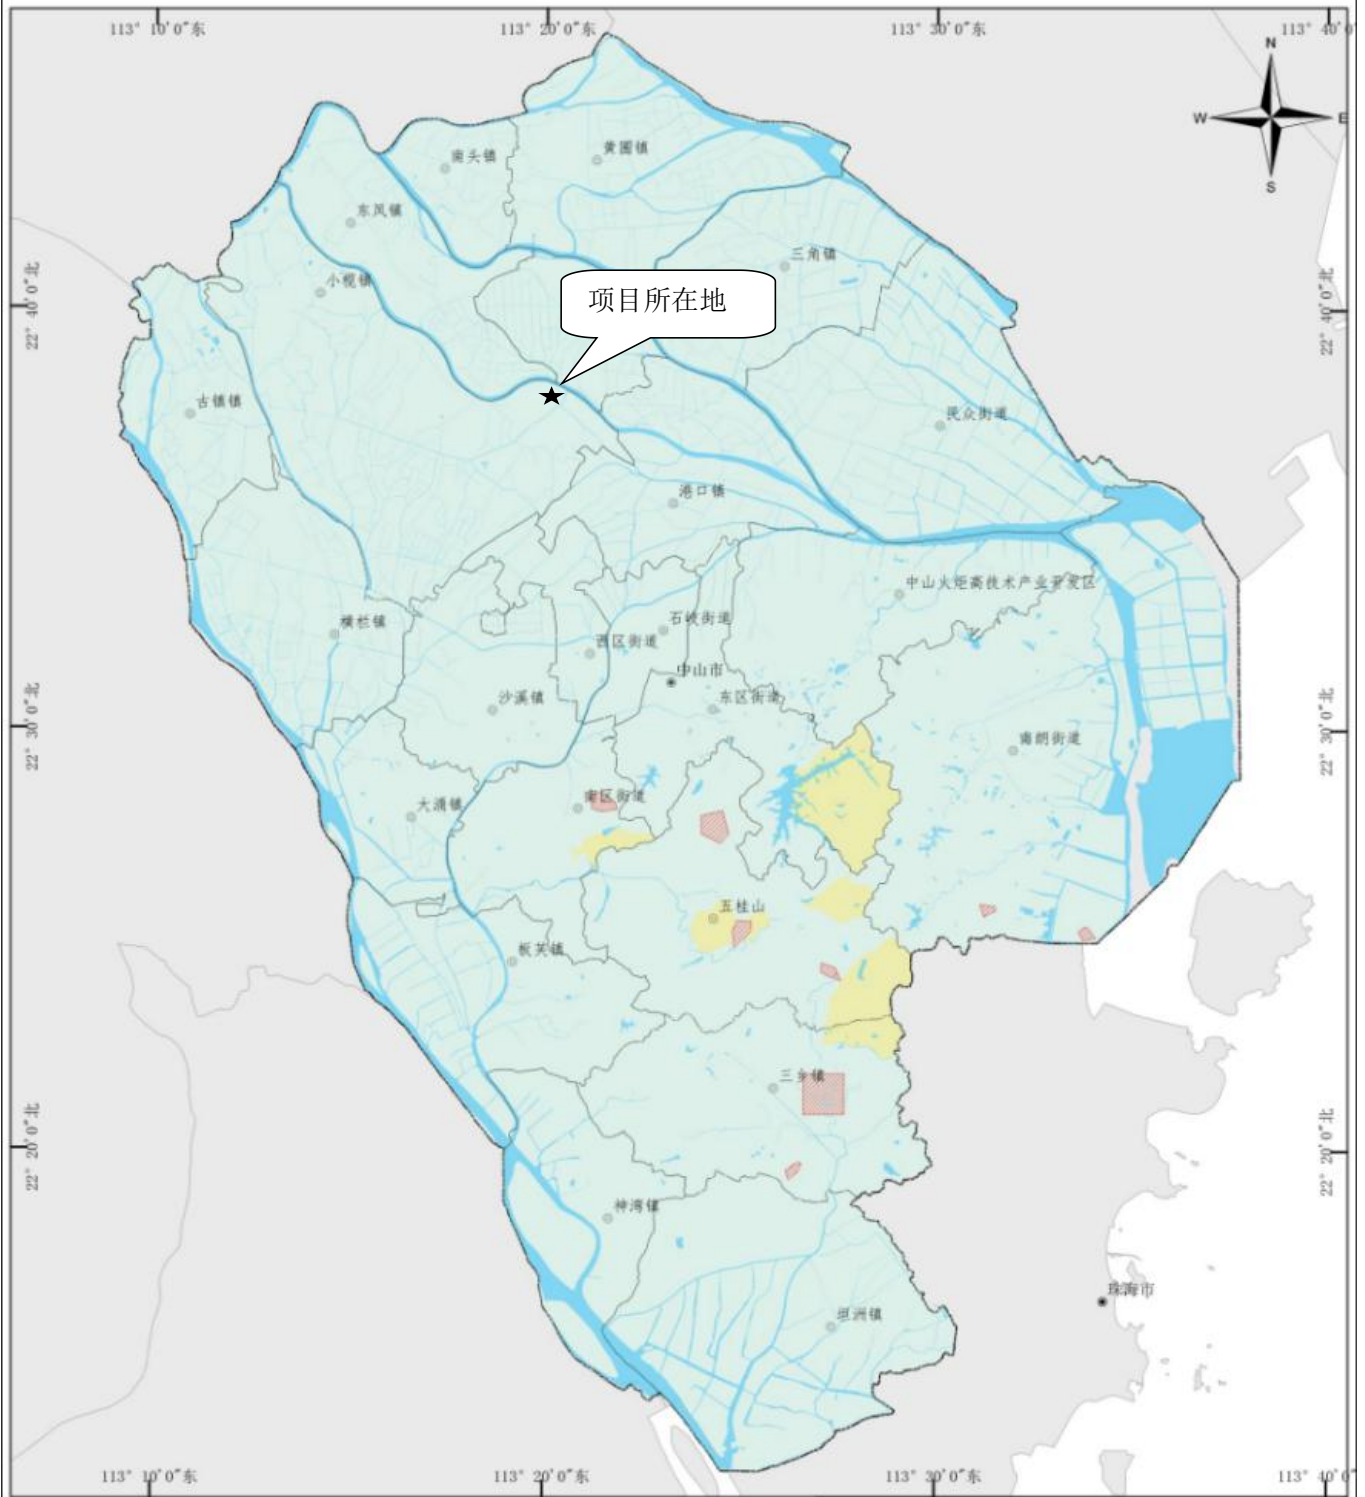 113° 10′0″东
113° 20′0″东
113° 30′0″东
113° 40′0
N
W
E
S
南头镇
黄圃镇
东凤镇
三角镇
小榄镇
22° 40′0″北
22° 40′0″北
项目所在地
古镇镇
民众街道
港口镇
中山火炬高技术产业开发区
横栏镇
石岐街道
西区街道
中山市
沙溪镇
东区街道
22° 30′0″北
22° 30′0″北
南朗街道
大涌镇
南区街道
五桂山
板芙镇
三乡镇
22° 20′0″北
22° 20′0″北
神湾镇
珠海市
坦洲镇
113° 10′0″东
113° 20′0″东
113° 30′0″东
113° 40′0